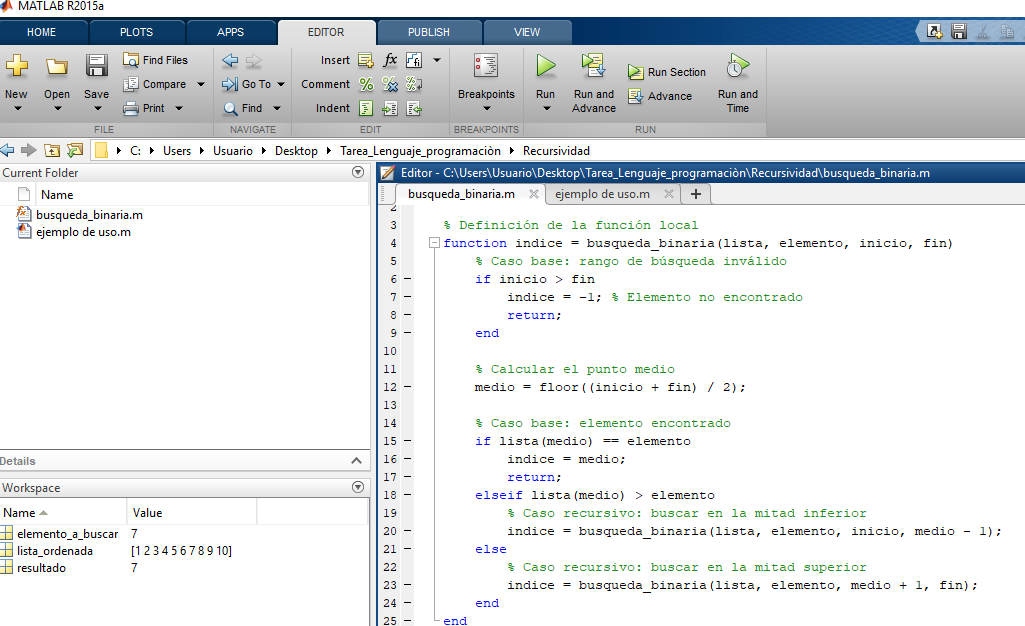 MATLAB R2015a
HOME PLOTS APPS EDITOR PUBLISH VIEW
New Open Save Find Files Compare Print
FILE
Go To Find
NAVIGATE
Insert fx
Comment
Indent
EDIT
Breakpoints
BREAKPOINTS
Run Run and Advance Run Section Advance Run and Time
RUN
C: Users Usuario Desktop Tarea_Lenguaje_programaciòn Recursividad
Current Folder
Name
busqueda_binaria.m
ejemplo de uso.m
Details
Workspace
Name Value
elemento_a_buscar 7
lista_ordenada [1 2 3 4 5 6 7 8 9 10]
resultado 7
Editor - C:\Users\Usuario\Desktop\Tarea_Lenguaje_programaciòn\Recursividad\busqueda_binaria.m
busqueda_binaria.m ejemplo de uso.m
2
3 % Definición de la función local
4 function indice = busqueda_binaria(lista, elemento, inicio, fin)
5 % Caso base: rango de búsqueda inválido
6 if inicio > fin
7 indice = -1; % Elemento no encontrado
8 return;
9 end
10
11 % Calcular el punto medio
12 medio = floor((inicio + fin) / 2);
13
14 % Caso base: elemento encontrado
15 if lista(medio) == elemento
16 indice = medio;
17 return;
18 elseif lista(medio) > elemento
19 % Caso recursivo: buscar en la mitad inferior
20 indice = busqueda_binaria(lista, elemento, inicio, medio - 1);
21 else
22 % Caso recursivo: buscar en la mitad superior
23 indice = busqueda_binaria(lista, elemento, medio + 1, fin);
24 end
25 end